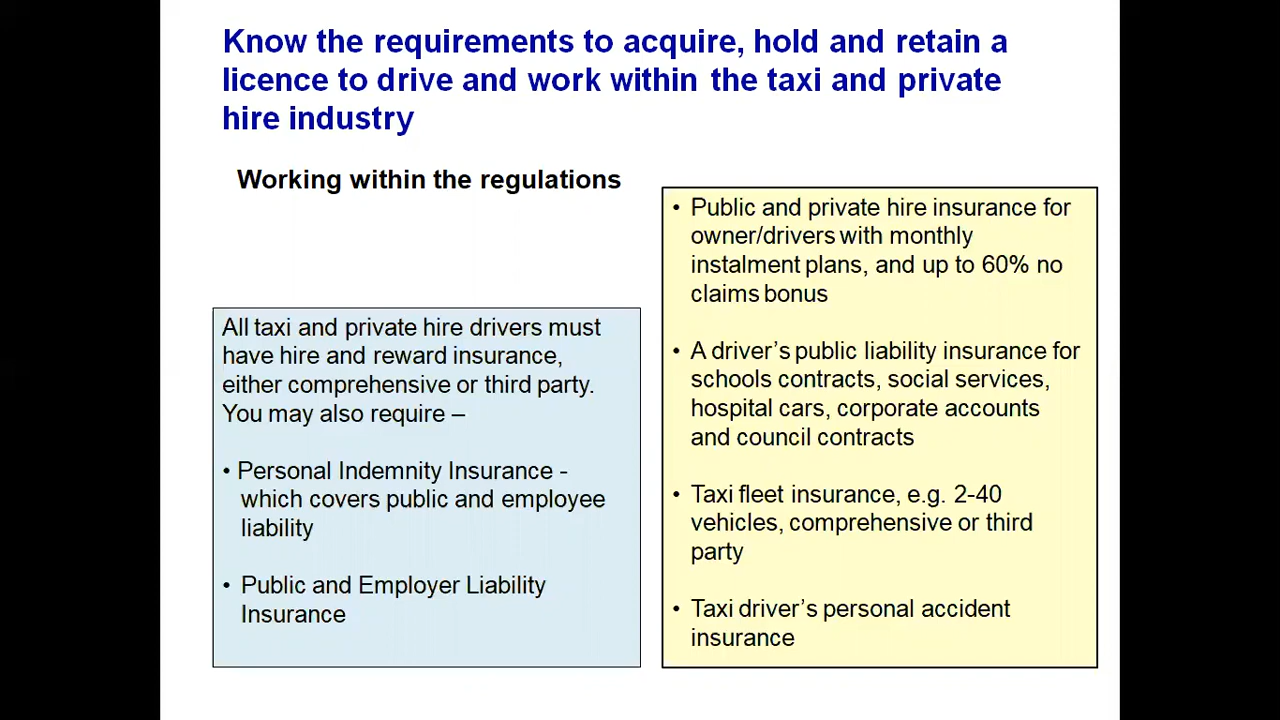 Know the requirements to acquire, hold and retain a
licence to drive and work within the taxi and private
hire industry
Working within the regulations
All taxi and private hire drivers must
have hire and reward insurance,
either comprehensive or third party.
You may also require –
• Personal Indemnity Insurance -
which covers public and employee
liability
• Public and Employer Liability
Insurance
• Public and private hire insurance for
owner/drivers with monthly
instalment plans, and up to 60% no
claims bonus
• A driver’s public liability insurance for
schools contracts, social services,
hospital cars, corporate accounts
and council contracts
• Taxi fleet insurance, e.g. 2-40
vehicles, comprehensive or third
party
• Taxi driver’s personal accident
insurance